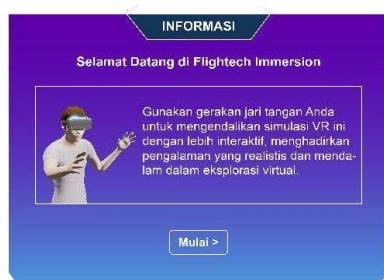 INFORMASI
Selamat Datang di Flightech Immersion
Gunakan gerakan jari tangan Anda
untuk mengendalikan simulasi VR ini
dengan lebih interaktif, menghadirkan
pengalaman yang realistis dan menda-
lam dalam eksplorasi virtual.
Mulai >